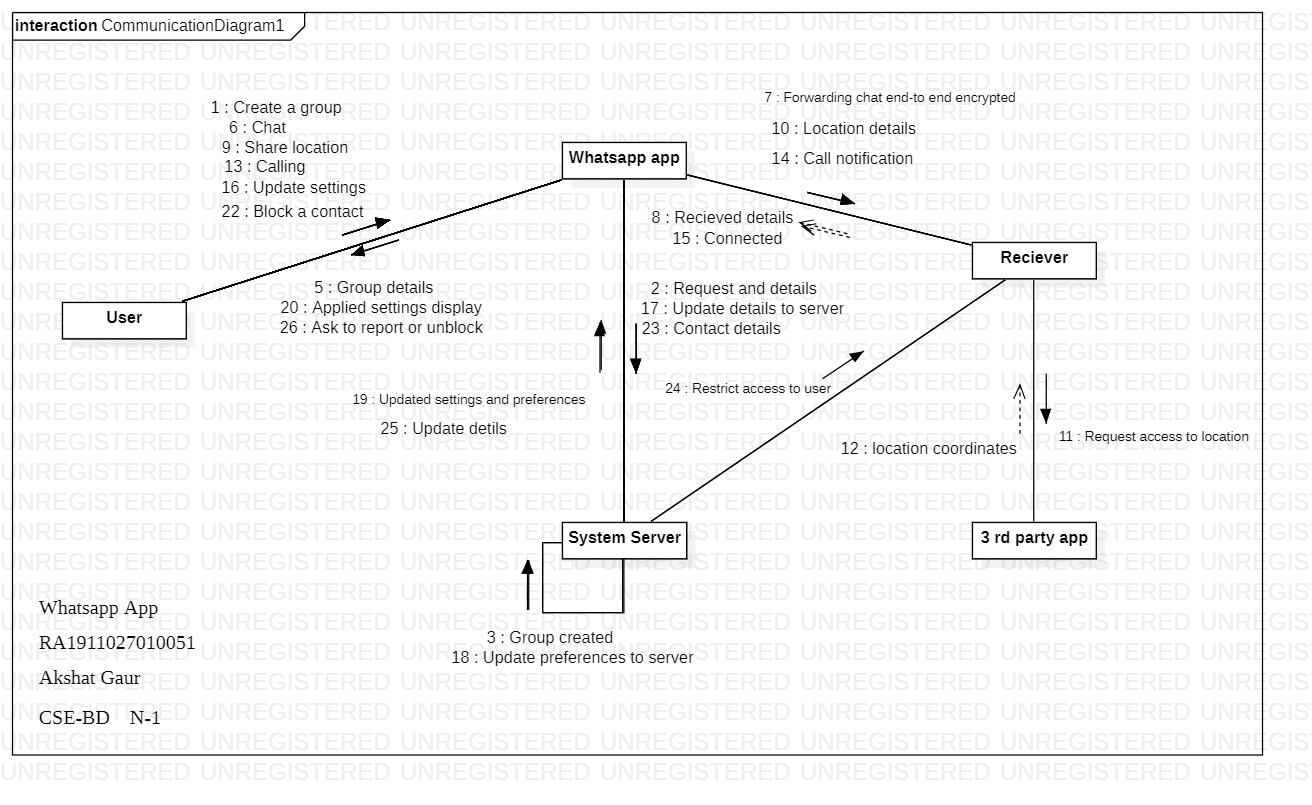 interaction CommunicationDiagram1
1 : Create a group
6 : Chat
9 : Share location
13 : Calling
16 : Update settings
22 : Block a contact
7 : Forwarding chat end-to end encrypted
10 : Location details
14 : Call notification
Whatsapp app
8 : Recieved details
15 : Connected
Reciever
5 : Group details
20 : Applied settings display
26 : Ask to report or unblock
User
2 : Request and details
17 : Update details to server
23 : Contact details
19 : Updated settings and preferences
25 : Update detils
24 : Restrict access to user
12 : location coordinates
11 : Request access to location
System Server
3 rd party app
3 : Group created
18 : Update preferences to server
Whatsapp App
RA1911027010051
Akshat Gaur
CSE-BD N-1
UNREGISTERED